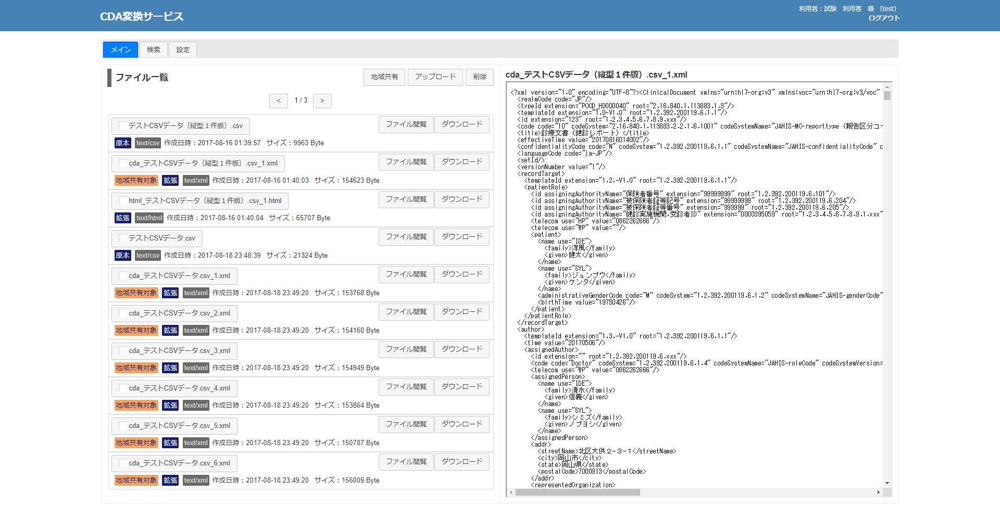 CDA変換サービス
利用者：試験　利用者　様　（test）
ログアウト
メイン 検索 設定
ファイル一覧
地域共有 アップロード 削除
< 1 / 3 >
テストCSVデータ（縦型１件版）.csv ファイル閲覧 ダウンロード
原本 text/csv 作成日時：2017-08-16 01:39:57 サイズ：9963 Byte
cda_テストCSVデータ（縦型１件版）.csv_1.xml ファイル閲覧 ダウンロード
地域共有対象 拡張 text/xml 作成日時：2017-08-16 01:40:03 サイズ：154623 Byte
html_テストCSVデータ（縦型１件版）.csv_1.html ファイル閲覧 ダウンロード
拡張 text/html 作成日時：2017-08-16 01:40:04 サイズ：65707 Byte
テストCSVデータ.csv ファイル閲覧 ダウンロード
原本 text/csv 作成日時：2017-08-18 23:48:39 サイズ：21324 Byte
cda_テストCSVデータ.csv_1.xml ファイル閲覧 ダウンロード
地域共有対象 拡張 text/xml 作成日時：2017-08-18 23:49:20 サイズ：153768 Byte
cda_テストCSVデータ.csv_2.xml ファイル閲覧 ダウンロード
地域共有対象 拡張 text/xml 作成日時：2017-08-18 23:49:20 サイズ：154160 Byte
cda_テストCSVデータ.csv_3.xml ファイル閲覧 ダウンロード
地域共有対象 拡張 text/xml 作成日時：2017-08-18 23:49:20 サイズ：154949 Byte
cda_テストCSVデータ.csv_4.xml ファイル閲覧 ダウンロード
地域共有対象 拡張 text/xml 作成日時：2017-08-18 23:49:20 サイズ：153864 Byte
cda_テストCSVデータ.csv_5.xml ファイル閲覧 ダウンロード
地域共有対象 拡張 text/xml 作成日時：2017-08-18 23:49:20 サイズ：150787 Byte
cda_テストCSVデータ.csv_6.xml ファイル閲覧 ダウンロード
地域共有対象 拡張 text/xml 作成日時：2017-08-18 23:49:20 サイズ：156009 Byte
cda_テストCSVデータ（縦型１件版）.csv_1.xml
<?xml version="1.0" encoding="UTF-8"?><ClinicalDocument xmlns="urn:hl7-org:v3" xmlns:voc="urn:hl7-org:v3/voc"
<realmCode code="JP"/>
<typeId extension="POCD_HD000040" root="2.16.840.1.113883.1.3"/>
<templateId extension="1.0-V1.0" root="1.2.392.200119.6.1.1"/>
<id extension="123" root="1.2.3.4.5.6.7.8.9.xxx"/>
<code code="10" codeSystem="2.16.840.1.113883.2.2.1.6.1001" codeSystemName="JAHIS-MC-reporttype（報告区分コー
<title>診療文書（健診レポート）</title>
<effectiveTime value="20170816014002"/>
<confidentialityCode code="N" codeSystem="1.2.392.200119.6.1.1" codeSystemName="JAHIS-confidentialityCode" c
<languageCode code="ja-JP"/>
<setId/>
<versionNumber value="1"/>
<recordTarget>
<templateId extension="1.2.-V1.0" root="1.2.392.200119.6.1.1"/>
<patientRole>
<id assigningAuthorityName="保険者番号" extension="99999999" root="1.2.392.200119.6.101"/>
<id assigningAuthorityName="被保険者証等記号" extension="99999999" root="1.2.392.200119.6.204"/>
<id assigningAuthorityName="被保険者証等番号" extension="999999" root="1.2.392.200119.6.205"/>
<id assigningAuthorityName="健診実施機関.受診者ID" extension="0000395059" root="1.2.3.4.5.6.7.8.9.1.xxx"
<telecom use="HP" value="0862262666"/>
<telecom use="WP" value=""/>
<patient>
<name use="IDE">
<family>淳風</family>
<given>健太</given>
</name>
<name use="SYL">
<family>ジュンプウ</family>
<given>ケンタ</given>
</name>
<administrativeGenderCode code="M" codeSystem="1.2.392.200119.6.1.2" codeSystemName="JAHIS-genderCode"
<birthTime value="19750426"/>
</patient>
</patientRole>
</recordTarget>
<author>
<templateId extension="1.3.-V1.0" root="1.2.392.200119.6.1.1"/>
<time value="20170506"/>
<assignedAuthor>
<id extension="" root="1.2.392.200119.6.xxx"/>
<code code="Doctor" codeSystem="1.2.392.200119.6.1.4" codeSystemName="JAHIS-roleCode" codeSystemVersion=
<telecom use="WP" value="0862262666"/>
<assignedPerson>
<name use="IDE">
<family>清水</family>
<given>信義</given>
</name>
<name use="SYL">
<family>シミズ</family>
<given>ノブヨシ</given>
</name>
</assignedPerson>
<addr>
<streetName>北区大供２－３－１</streetName>
<city>岡山市</city>
<state>岡山県</state>
<postalCode>7000913</postalCode>
</addr>
<representedOrganization>